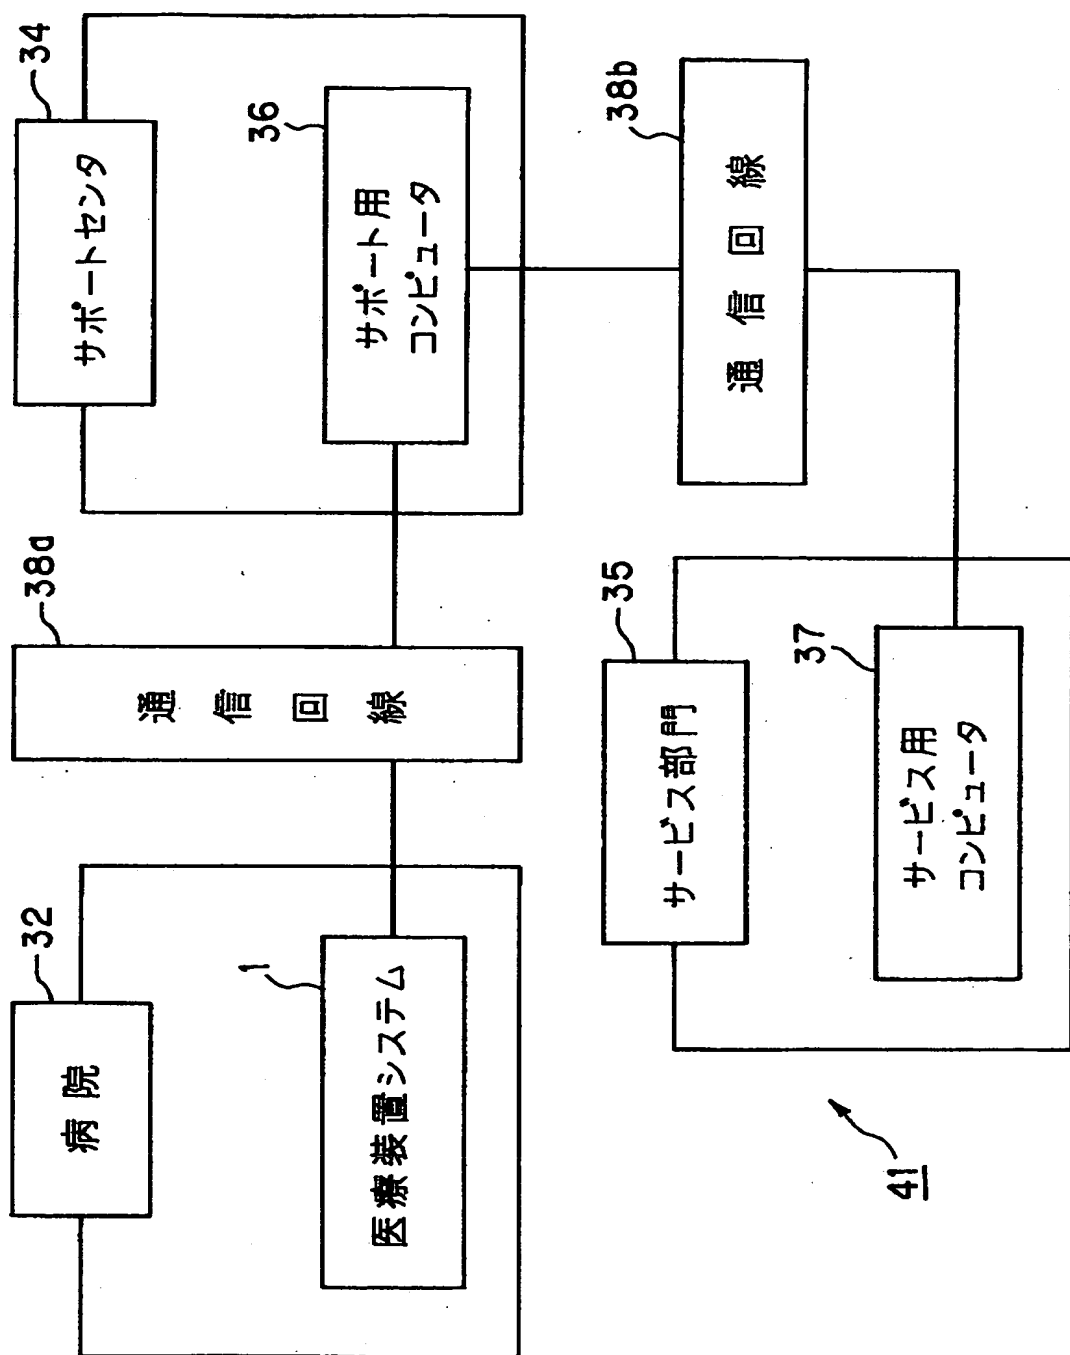 32
病院
1
医療装置システム
38a
通信回線
34
サポートセンタ
36
サポート用
コンピュータ
38b
通信回線
35
サービス部門
37
サービス用
コンピュータ
41